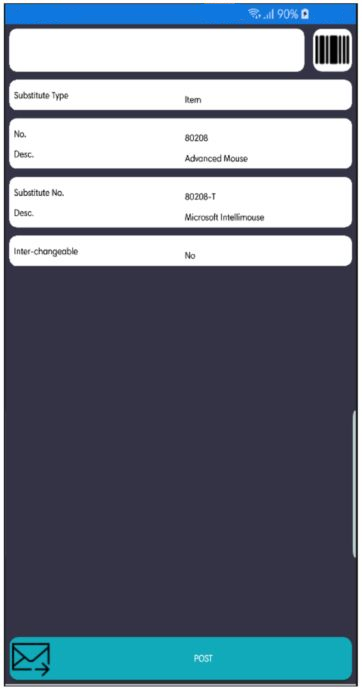 90%
Substitute Type Item
No. 80208
Desc. Advanced Mouse
Substitute No. 80208-T
Desc. Microsoft Intellimouse
Inter-changeable No
POST